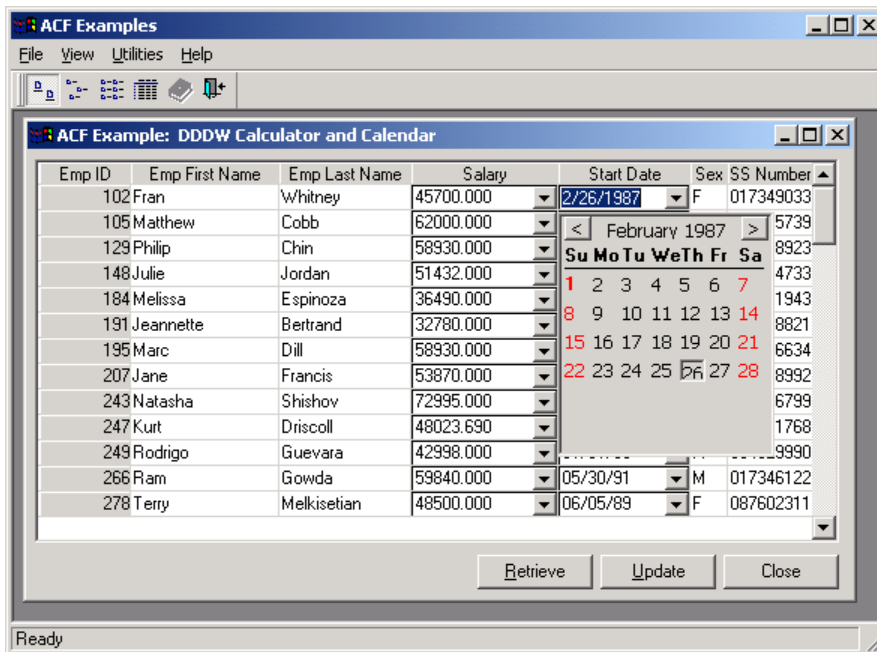 ACF Examples
File View Utilities Help
ACF Example: DDDW Calculator and Calendar
Emp ID Emp First Name Emp Last Name Salary Start Date Sex SS Number
102 Fran Whitney 45700.000 2/26/1987 F 017349033
105 Matthew Cobb 62000.000 5739
129 Philip Chin 58930.000 8923
148 Julie Jordan 51432.000 4733
184 Melissa Espinoza 36490.000 1943
191 Jeannette Bertrand 32780.000 8821
195 Marc Dill 58930.000 6634
207 Jane Francis 53870.000 8992
243 Natasha Shishov 72995.000 6799
247 Kurt Driscoll 48023.690 1768
249 Rodrigo Guevara 42998.000 9990
266 Ram Gowda 59840.000 05/30/91 M 017346122
278 Terry Melkisetian 48500.000 06/05/89 F 087602311
< February 1987 >
Su Mo Tu We Th Fr Sa
1 2 3 4 5 6 7
8 9 10 11 12 13 14
15 16 17 18 19 20 21
22 23 24 25 26 27 28
Retrieve Update Close
Ready